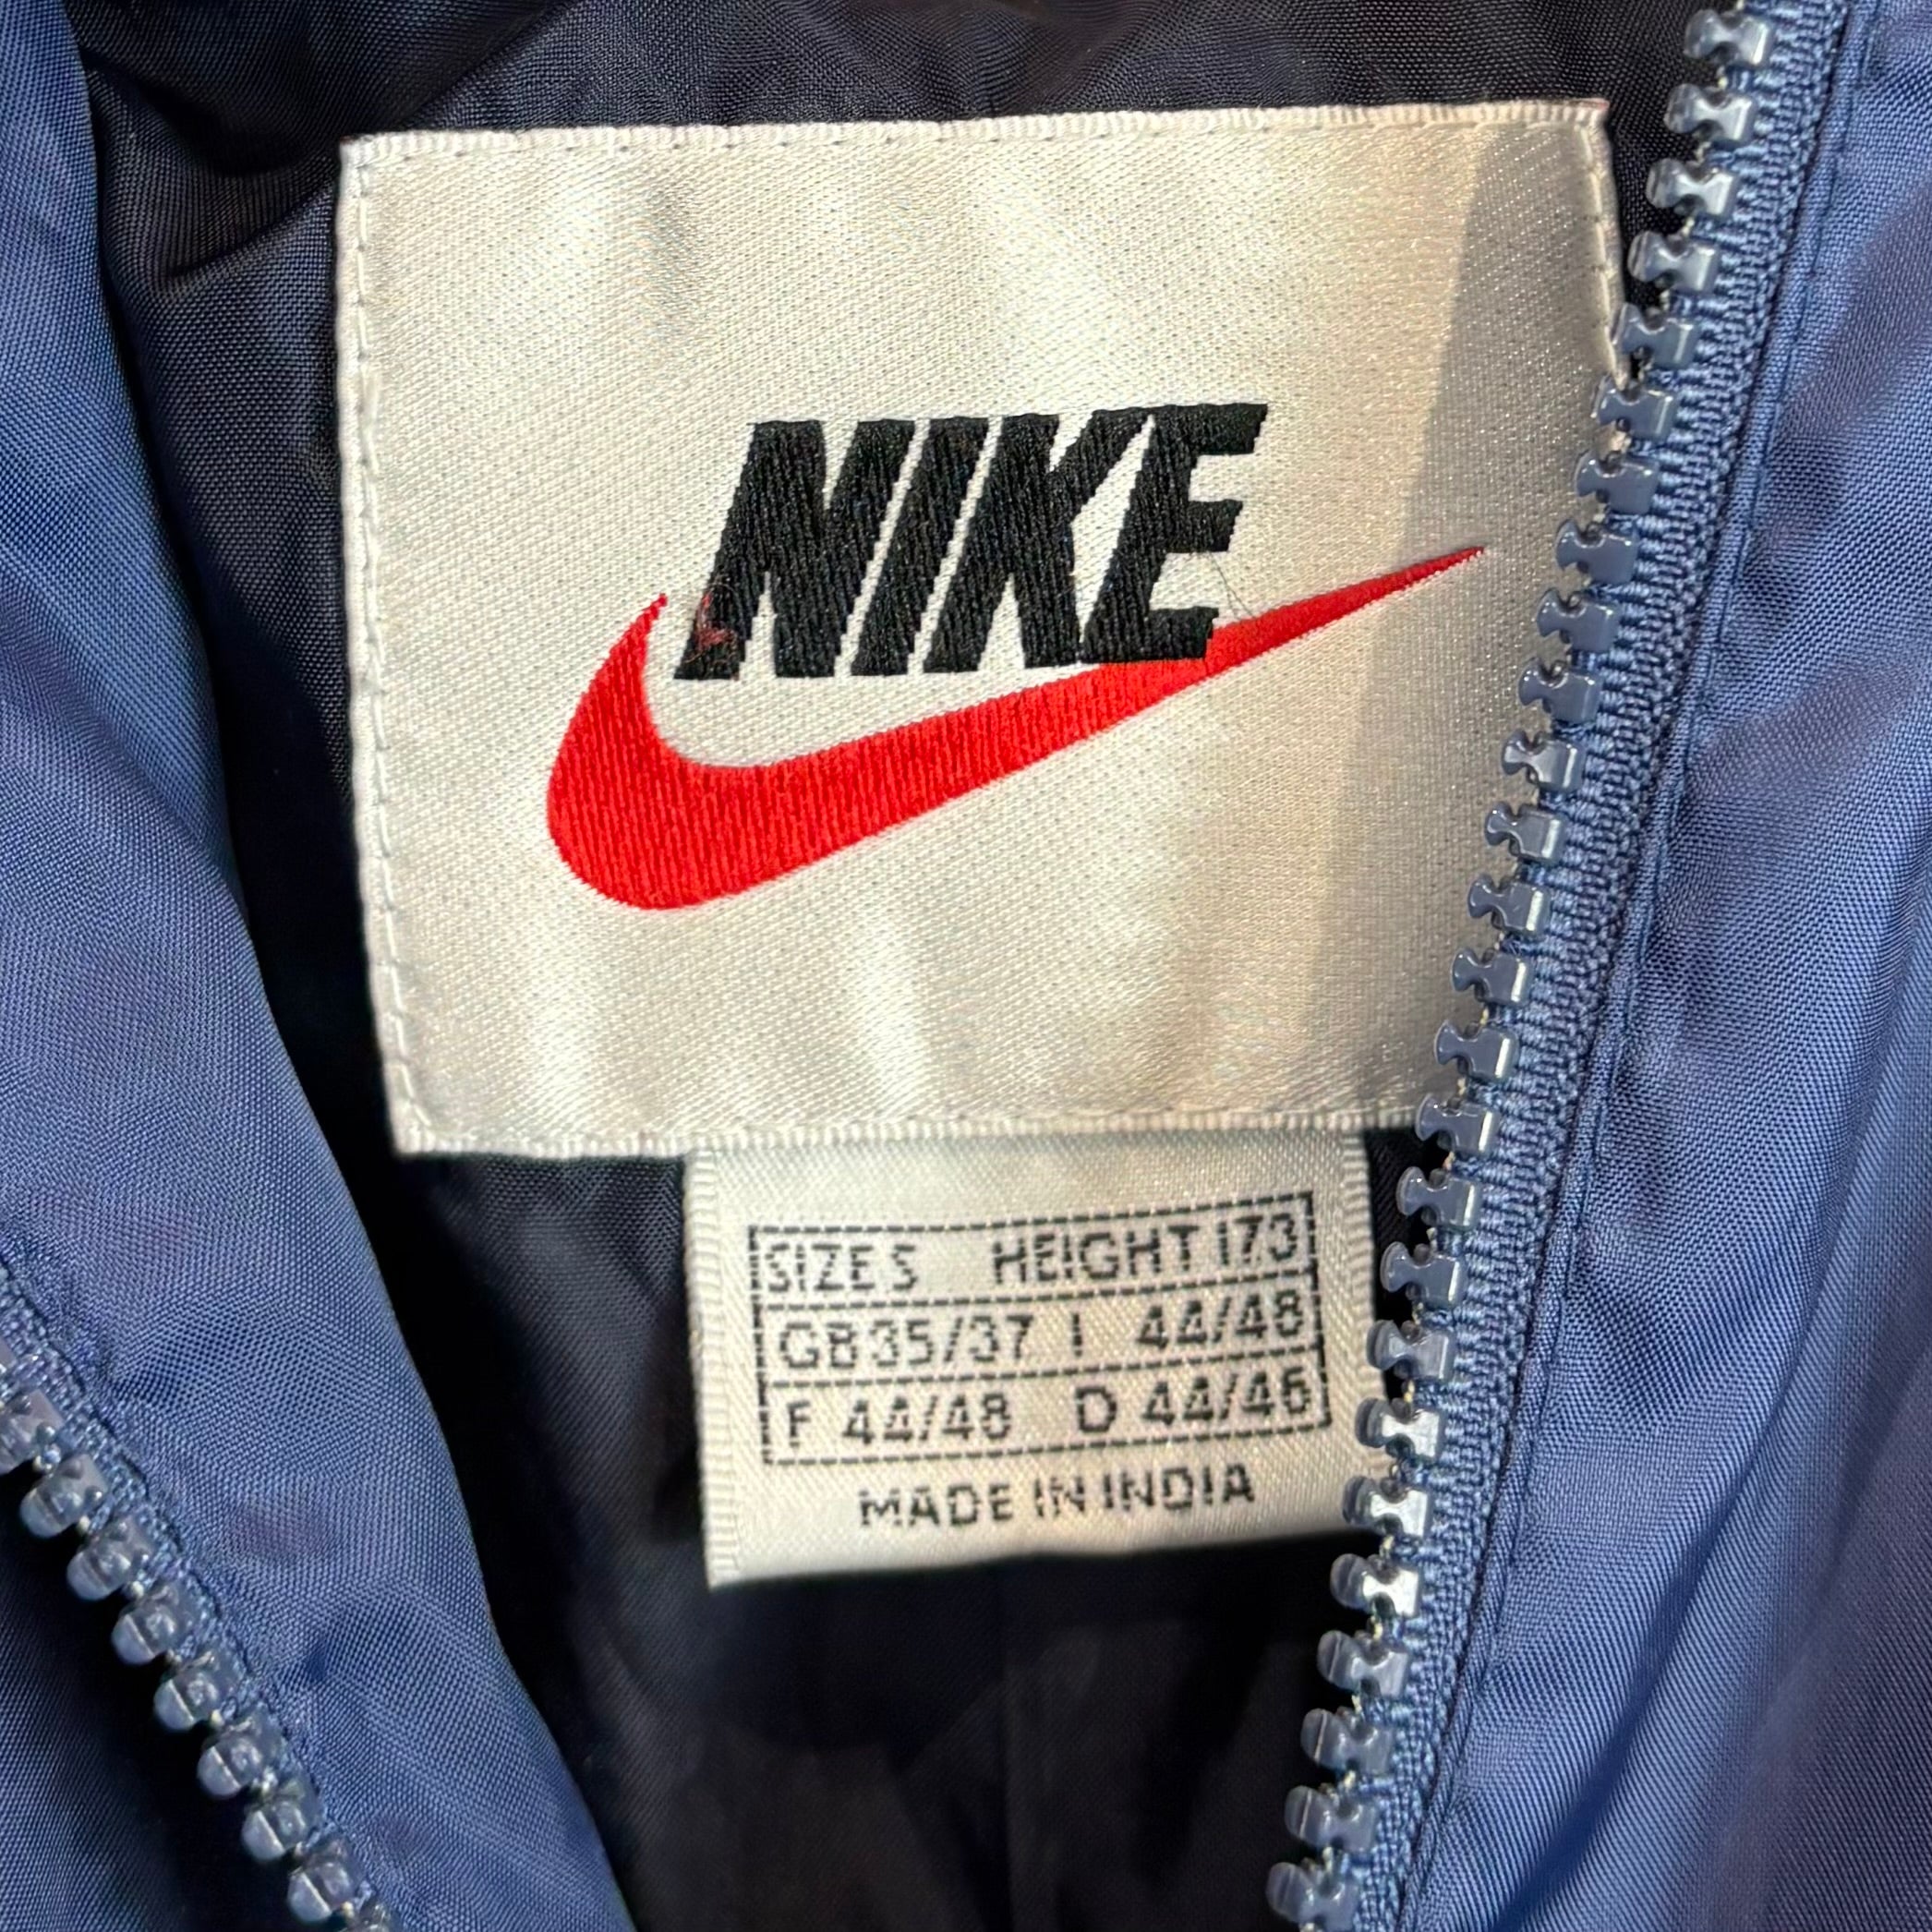 NIKE
SIZE S HEIGHT 173
GB 35/37 I 44/48
F 44/48 D 44/46
MADE IN INDIA